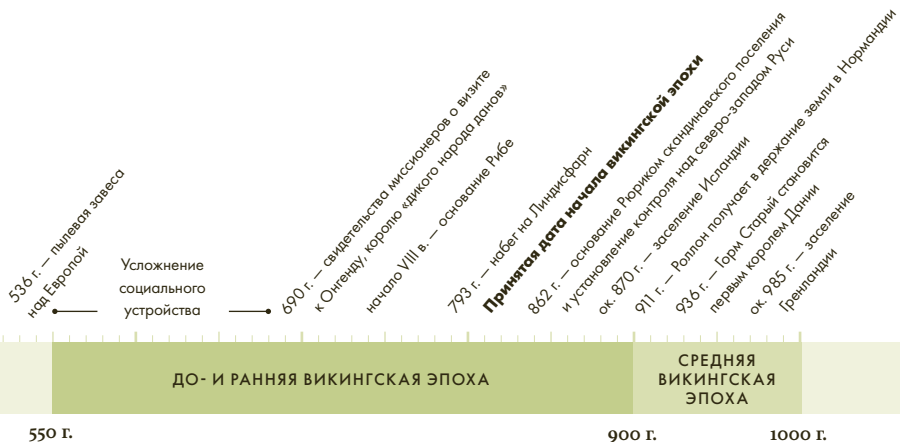 536 г. — пылевая завеса
над Европой
Усложнение
социального
устройства
690 г. — свидетельства миссионеров о визите
к Онгенду, королю «дикого народа данов»
начало VIII в. — основание Рибе
793 г. — набег на Линдисфарн
Принятая дата начала викингской эпохи
862 г. — основание Рюриком скандинавского поселения
и установление контроля над северо-западом Руси
ок. 870 г. — заселение Исландии
911 г. — Роллон получает в держание земли в Нормандии
936 г. — Горм Старый становится
первым королем Дании
ок. 985 г. — заселение
Гренландии
ДО- И РАННЯЯ ВИКИНГСКАЯ ЭПОХА
СРЕДНЯЯ
ВИКИНГСКАЯ
ЭПОХА
550 г.
900 г.
1000 г.